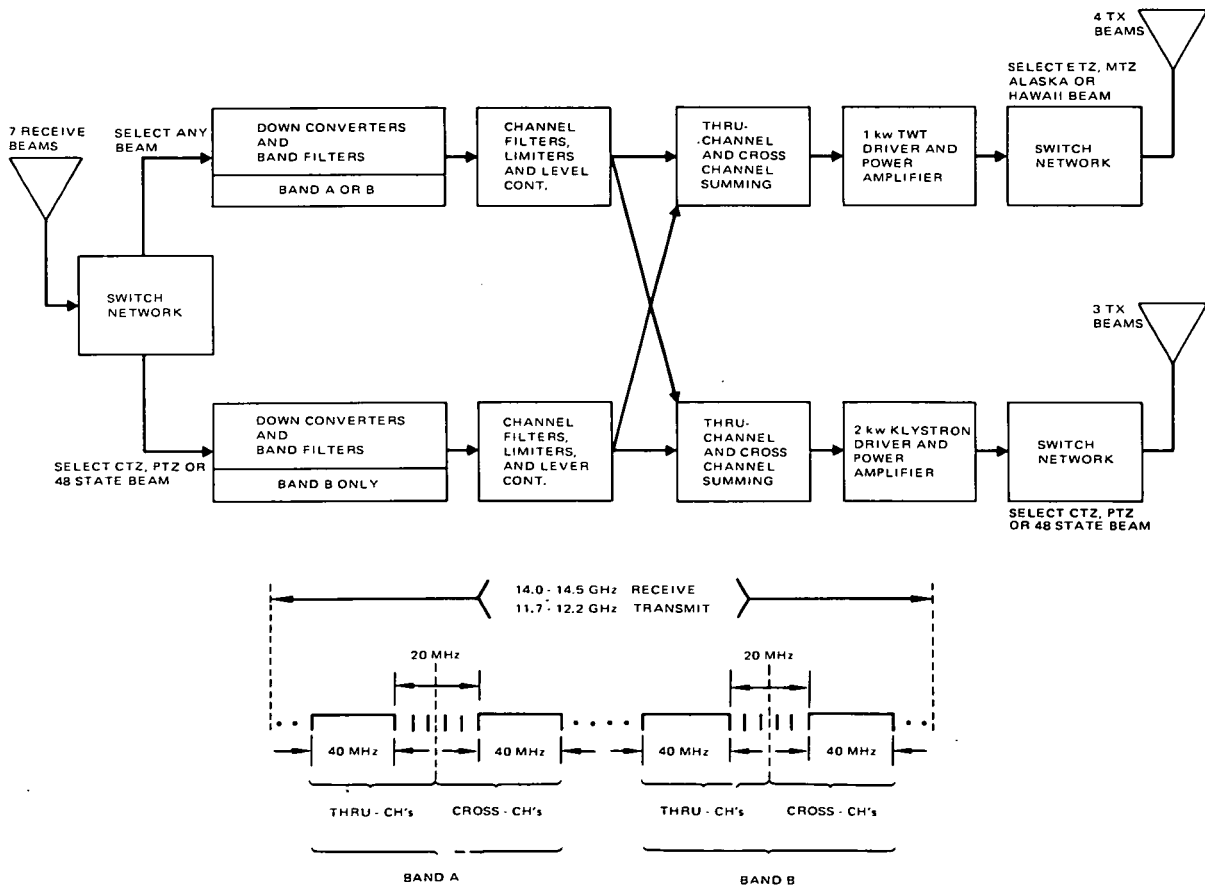 4 TX
BEAMS
SELECT ETZ, MTZ
ALASKA OR
HAWAII BEAM
7 RECEIVE
BEAMS
SELECT ANY
BEAM
DOWN CONVERTERS
AND
BAND FILTERS
BAND A OR B
CHANNEL
FILTERS,
LIMITERS
AND LEVEL
CONT.
THRU-
CHANNEL
AND CROSS
CHANNEL
SUMMING
1 kw TWT
DRIVER AND
POWER
AMPLIFIER
SWITCH
NETWORK
SWITCH
NETWORK
3 TX
BEAMS
SELECT CTZ, PTZ OR
48 STATE BEAM
DOWN CONVERTERS
AND
BAND FILTERS
BAND B ONLY
CHANNEL
FILTERS,
LIMITERS,
AND LEVER
CONT.
THRU-
CHANNEL
AND CROSS
CHANNEL
SUMMING
2 kw KLYSTRON
DRIVER AND
POWER
AMPLIFIER
SWITCH
NETWORK
SELECT CTZ, PTZ
OR 48 STATE BEAM
14.0 - 14.5 GHz RECEIVE
11.7 - 12.2 GHz TRANSMIT
20 MHz
20 MHz
40 MHz
40 MHz
40 MHz
40 MHz
THRU - CH's
CROSS - CH's
THRU - CH's
CROSS - CH's
BAND A
BAND B